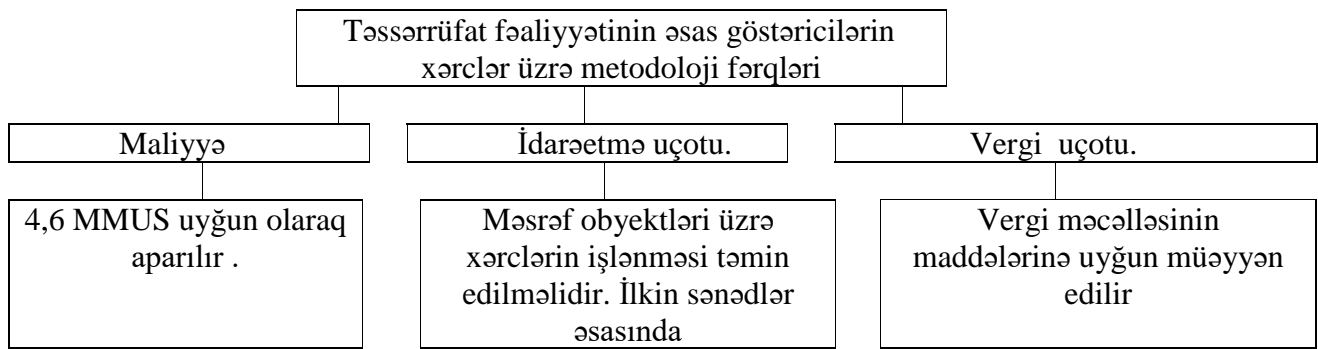 Təssərrüfat fəaliyyətinin əsas göstəricilərin
xərclər üzrə metodoloji fərqləri
Maliyyə
İdarəetmə uçotu.
Vergi uçotu.
4,6 MMUS uyğun olaraq
aparılır .
Məsrəf obyektləri üzrə
xərclərin işlənməsi təmin
edilməlidir. İlkin sənədlər
əsasında
Vergi məcəlləsinin
maddələrinə uyğun müəyyən
edilir